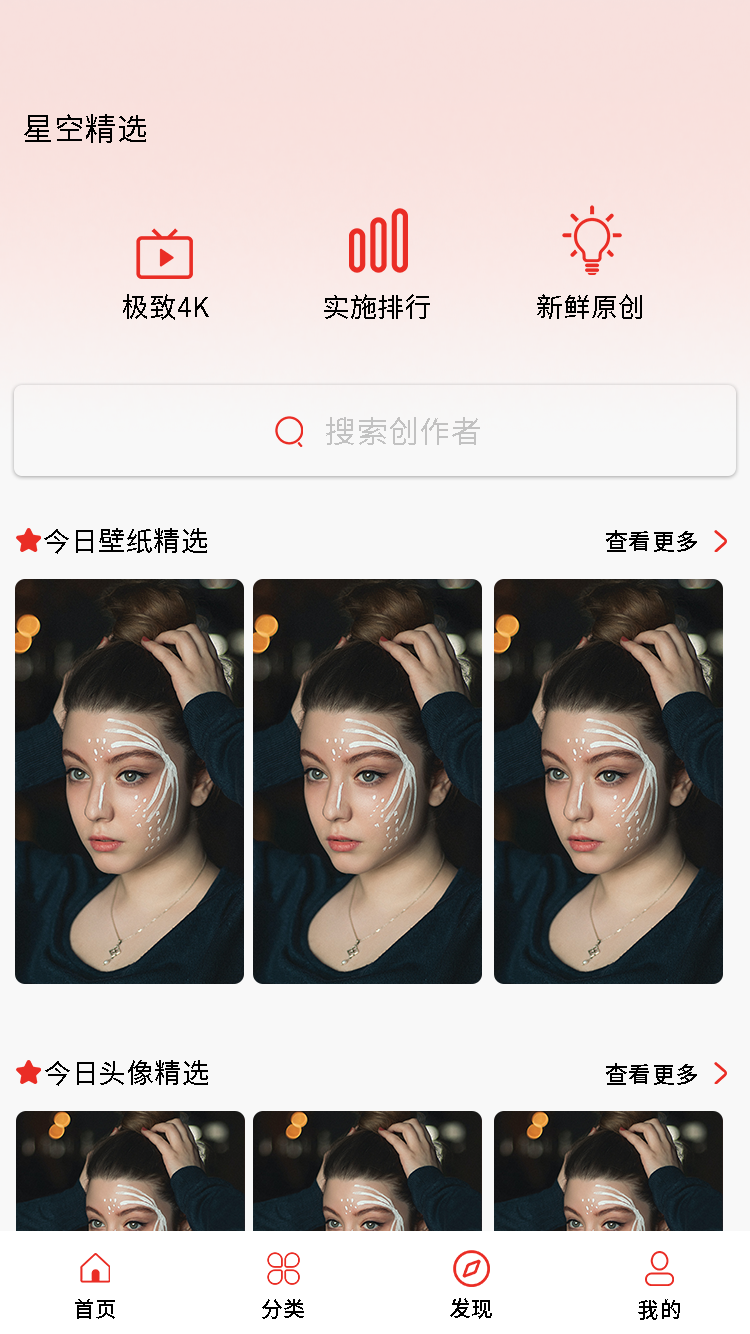 星空精选
极致4K 实施排行 新鲜原创
搜索创作者
今日壁纸精选 查看更多
今日头像精选 查看更多
首页 分类 发现 我的